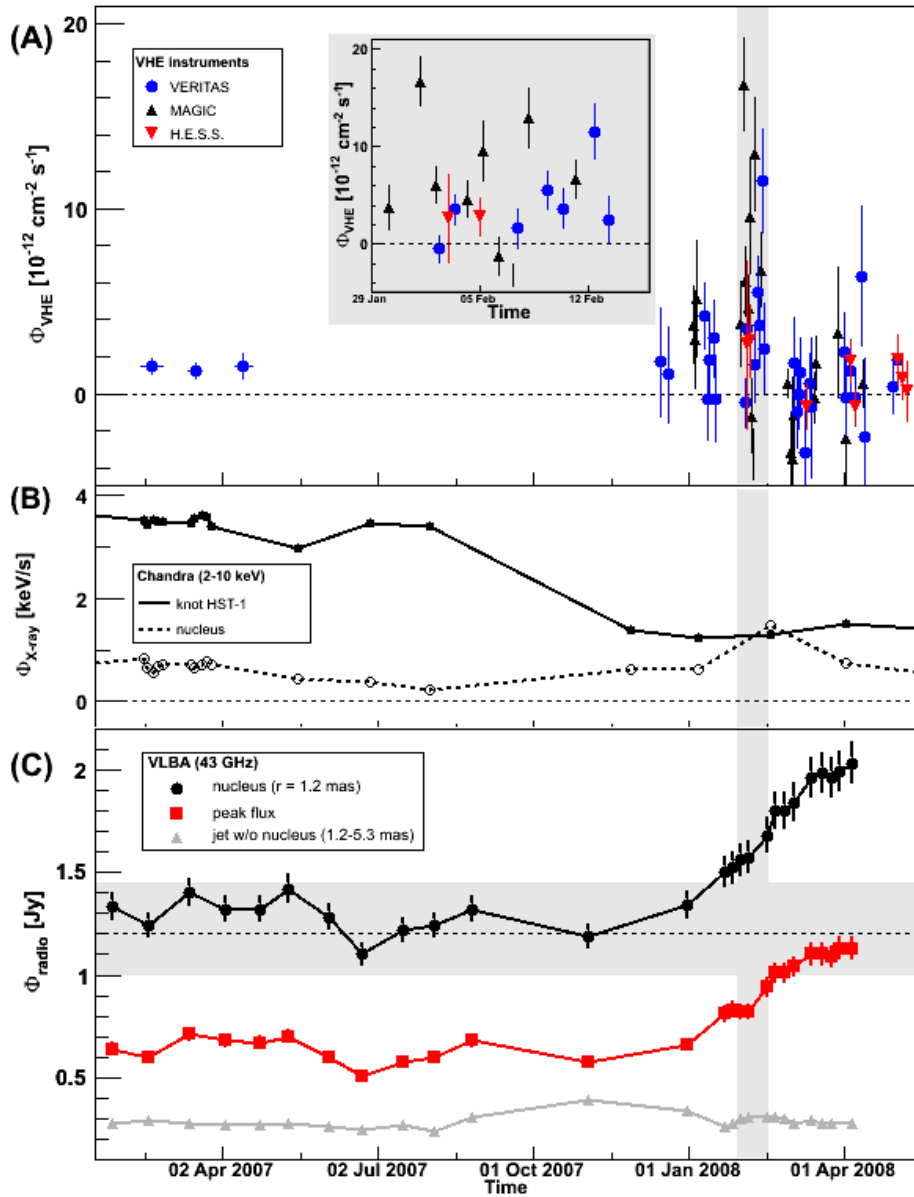 (A)
20
10
0
Φ_VHE [10^-12 cm^-2 s^-1]
VHE instruments
VERITAS
MAGIC
H.E.S.S.
20
10
0
Φ_VHE [10^-12 cm^-2 s^-1]
29 Jan 05 Feb 12 Feb
Time
(B)
4
2
0
Φ_X-ray [keV/s]
Chandra (2-10 keV)
knot HST-1
nucleus
(C)
2
1.5
1
0.5
Φ_radio [Jy]
VLBA (43 GHz)
nucleus (r = 1.2 mas)
peak flux
jet w/o nucleus (1.2-5.3 mas)
02 Apr 2007 02 Jul 2007 01 Oct 2007 01 Jan 2008 01 Apr 2008
Time